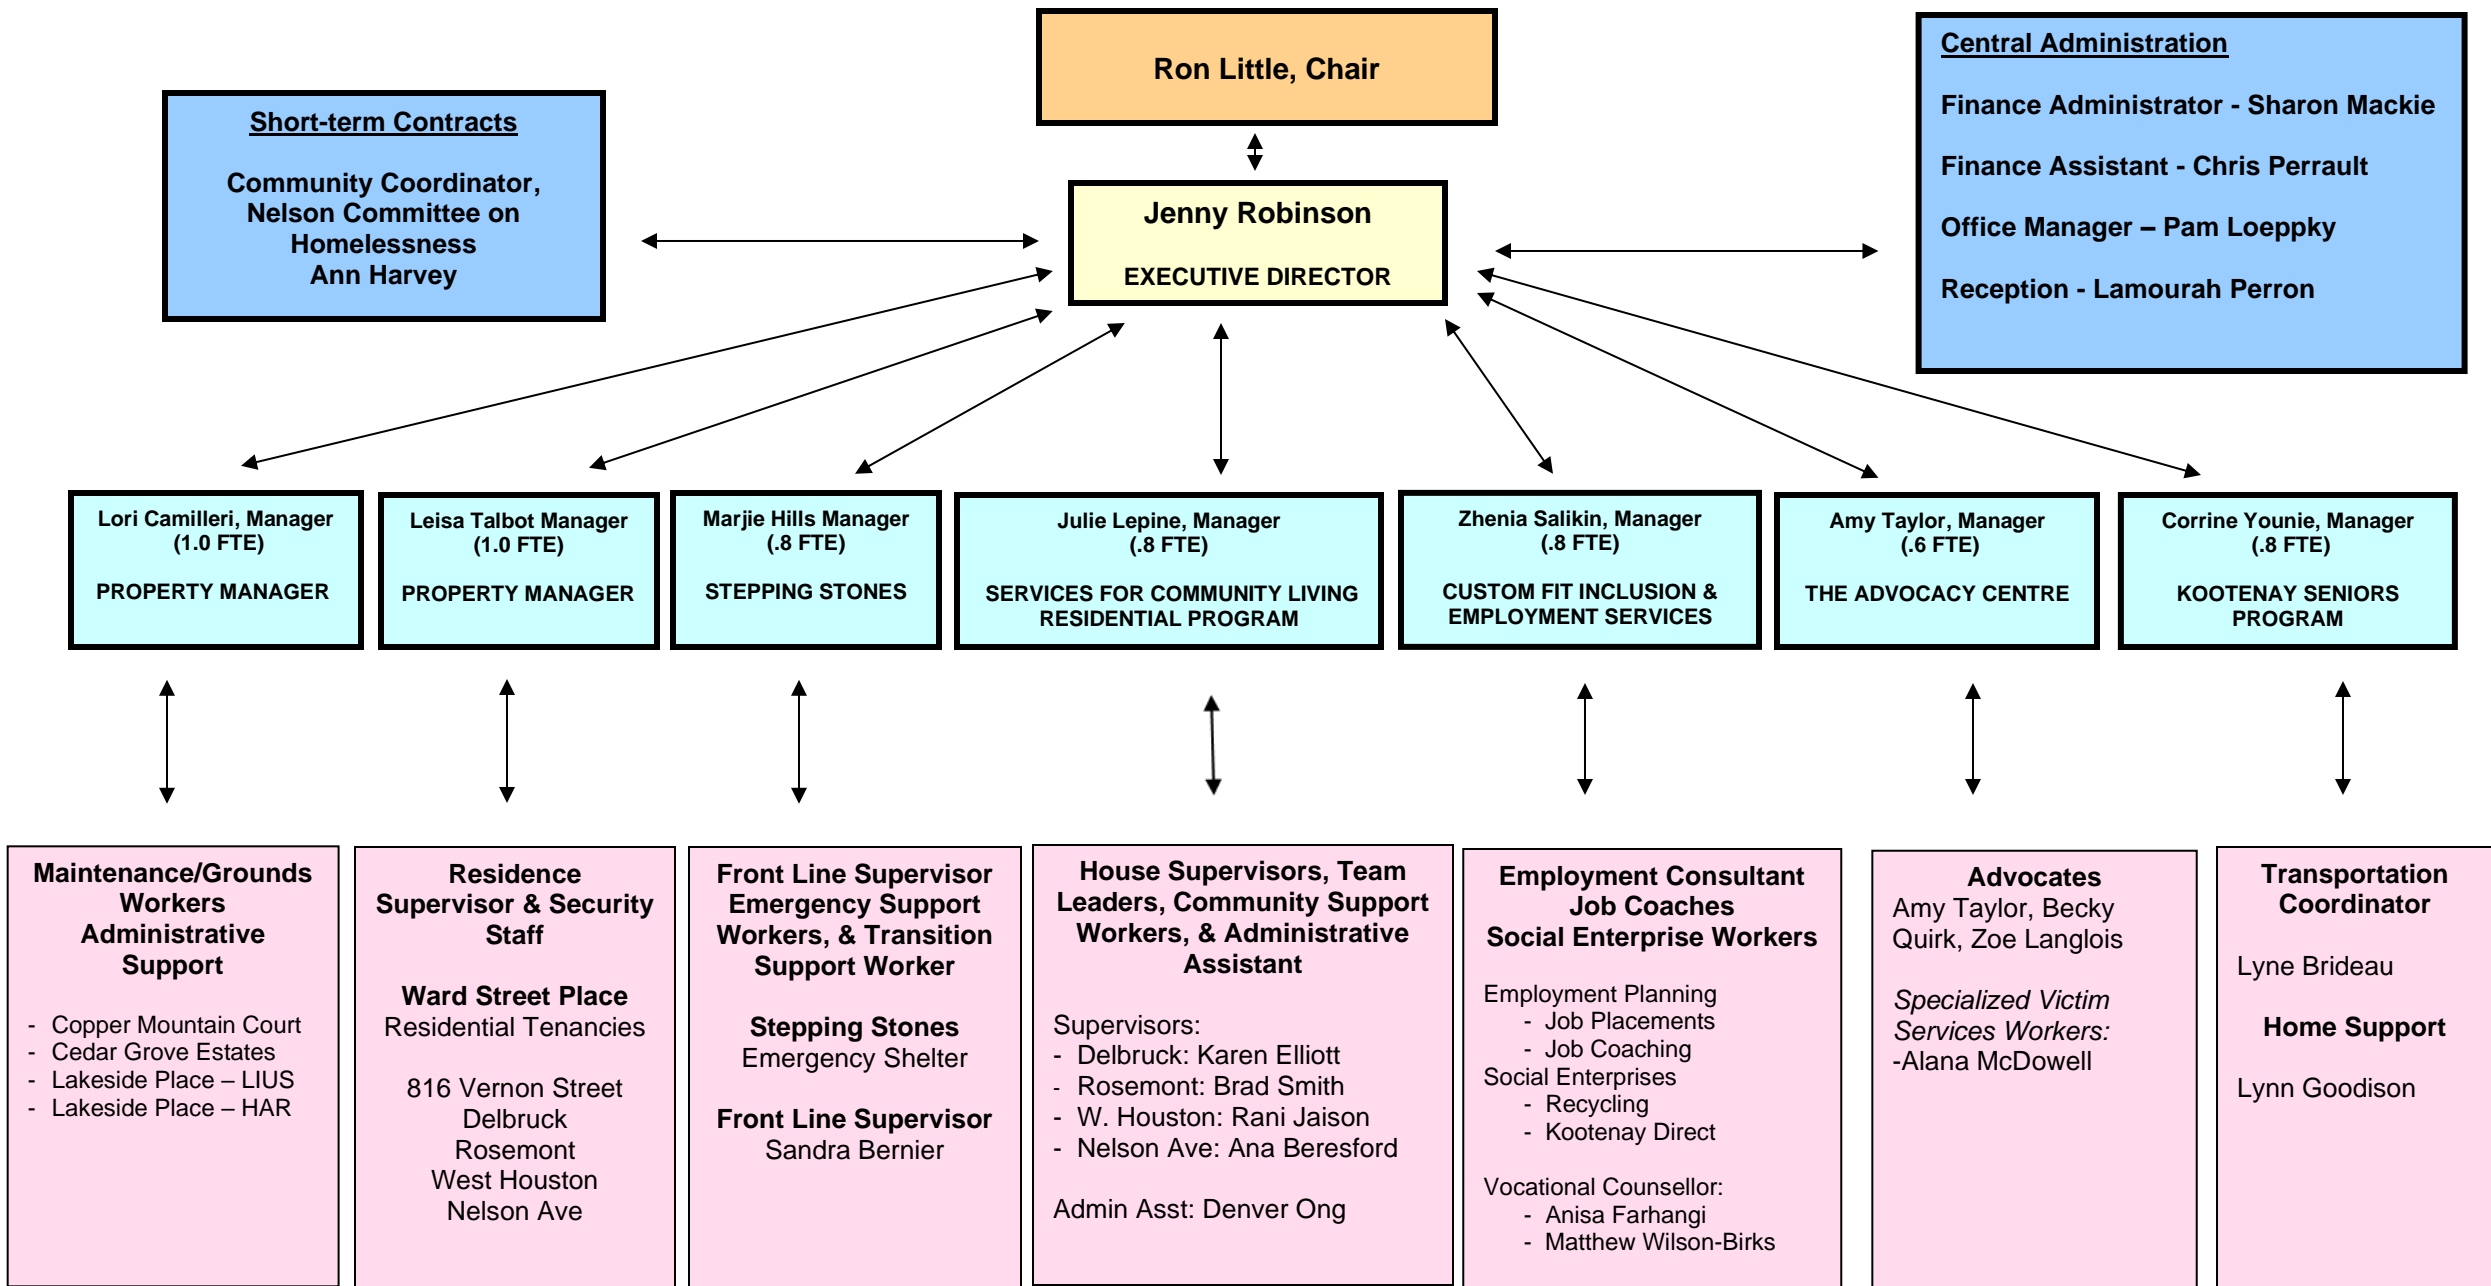 Ron Little, Chair
Short-term Contracts
Community Coordinator,
Nelson Committee on
Homelessness
Ann Harvey
Jenny Robinson
EXECUTIVE DIRECTOR
Central Administration
Finance Administrator - Sharon Mackie
Finance Assistant - Chris Perrault
Office Manager – Pam Loeppky
Reception - Lamourah Perron
Lori Camilleri, Manager
(1.0 FTE)
PROPERTY MANAGER
Leisa Talbot Manager
(1.0 FTE)
PROPERTY MANAGER
Marjie Hills Manager
(.8 FTE)
STEPPING STONES
Julie Lepine, Manager
(.8 FTE)
SERVICES FOR COMMUNITY LIVING
RESIDENTIAL PROGRAM
Zhenia Salikin, Manager
(.8 FTE)
CUSTOM FIT INCLUSION &
EMPLOYMENT SERVICES
Amy Taylor, Manager
(.6 FTE)
THE ADVOCACY CENTRE
Corrine Younie, Manager
(.8 FTE)
KOOTENAY SENIORS
PROGRAM
Maintenance/Grounds
Workers
Administrative
Support
- Copper Mountain Court
- Cedar Grove Estates
- Lakeside Place – LIUS
- Lakeside Place – HAR
Residence
Supervisor & Security
Staff
Ward Street Place
Residential Tenancies
816 Vernon Street
Delbruck
Rosemont
West Houston
Nelson Ave
Front Line Supervisor
Emergency Support
Workers, & Transition
Support Worker
Stepping Stones
Emergency Shelter
Front Line Supervisor
Sandra Bernier
House Supervisors, Team
Leaders, Community Support
Workers, & Administrative
Assistant
Supervisors:
- Delbruck: Karen Elliott
- Rosemont: Brad Smith
- W. Houston: Rani Jaison
- Nelson Ave: Ana Beresford
Admin Asst: Denver Ong
Employment Consultant
Job Coaches
Social Enterprise Workers
Employment Planning
- Job Placements
- Job Coaching
Social Enterprises
- Recycling
- Kootenay Direct
Vocational Counsellor:
- Anisa Farhangi
- Matthew Wilson-Birks
Advocates
Amy Taylor, Becky
Quirk, Zoe Langlois
Specialized Victim
Services Workers:
-Alana McDowell
Transportation
Coordinator
Lyne Brideau
Home Support
Lynn Goodison